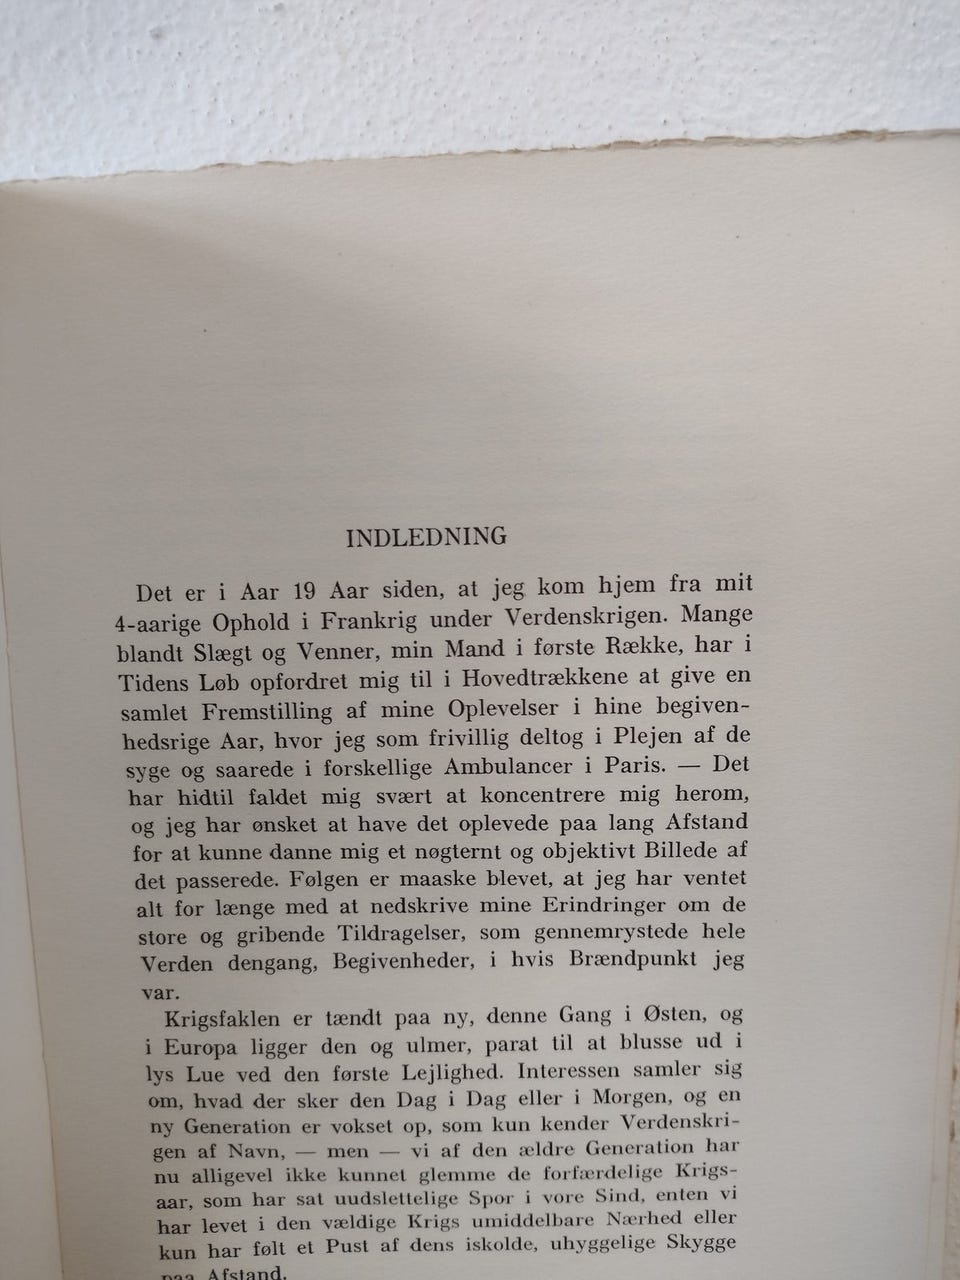 INDLEDNING
Det er i Aar 19 Aar siden, at jeg kom hjem fra mit
4-aarige Ophold i Frankrig under Verdenskrigen. Mange
blandt Slægt og Venner, min Mand i første Række, har i
Tidens Løb opfordret mig til i Hovedtrækkene at give en
samlet Fremstilling af mine Oplevelser i hine begiven-
hedsrige Aar, hvor jeg som frivillig deltog i Plejen af de
syge og saarede i forskellige Ambulancer i Paris. — Det
har hidtil faldet mig svært at koncentrere mig herom,
og jeg har ønsket at have det oplevede paa lang Afstand
for at kunne danne mig et nøgternt og objektivt Billede af
det passerede. Følgen er maaske blevet, at jeg har ventet
alt for længe med at nedskrive mine Erindringer om de
store og gribende Tildragelser, som gennemrystede hele
Verden dengang, Begivenheder, i hvis Brændpunkt jeg
var.
Krigsfaklen er tændt paa ny, denne Gang i Østen, og
i Europa ligger den og ulmer, parat til at blusse ud i
lys Lue ved den første Lejlighed. Interessen samler sig
om, hvad der sker den Dag i Dag eller i Morgen, og en
ny Generation er vokset op, som kun kender Verdenskri-
gen af Navn, — men — vi af den ældre Generation har
nu alligevel ikke kunnet glemme de forfærdelige Krigs-
aar, som har sat uudslettelige Spor i vore Sind, enten vi
har levet i den vældige Krigs umiddelbare Nærhed eller
kun har følt et Pust af dens iskolde, uhyggelige Skygge
paa Afstand.